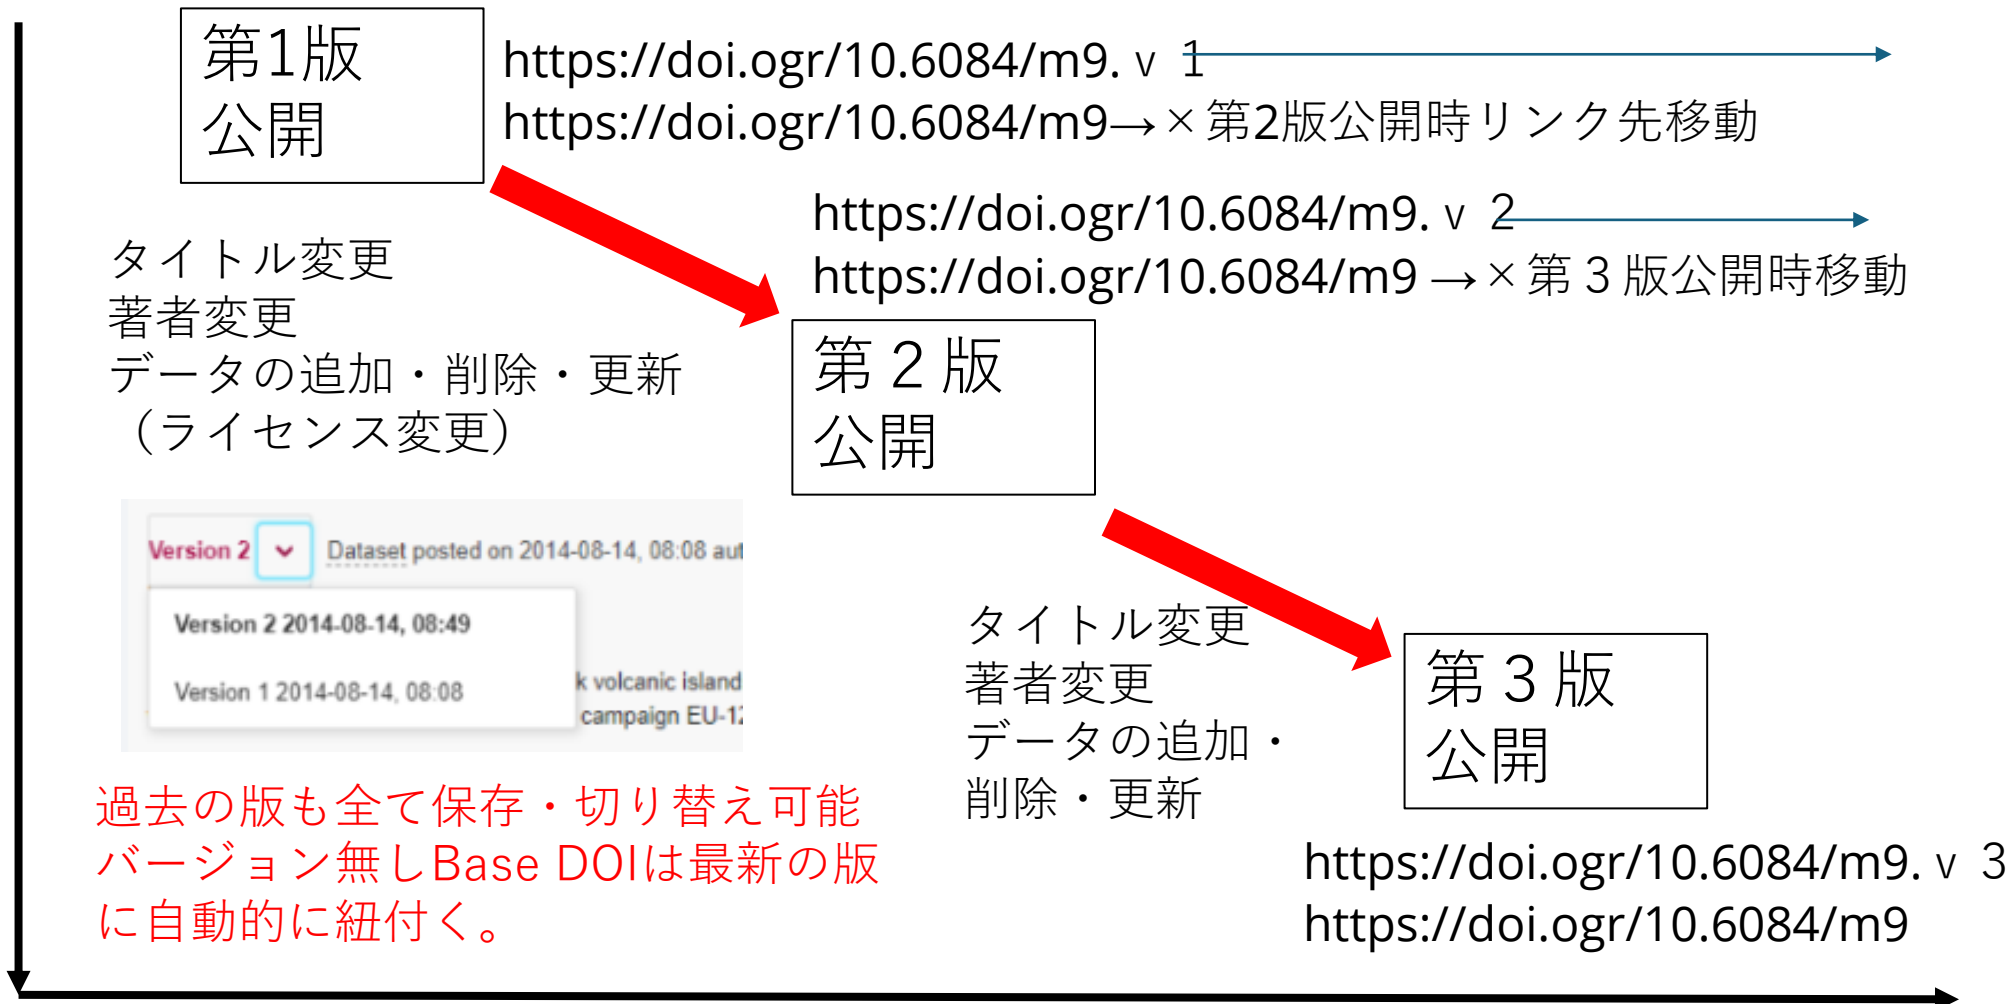 第1版
公開
https://doi.ogr/10.6084/m9.ｖ１
https://doi.ogr/10.6084/m9→×第2版公開時リンク先移動
https://doi.ogr/10.6084/m9.ｖ２
https://doi.ogr/10.6084/m9→×第３版公開時移動
タイトル変更
著者変更
データの追加・削除・更新
（ライセンス変更）
第２版
公開
Version 2 Dataset posted on 2014-08-14, 08:08 aut
Version 2 2014-08-14, 08:49
Version 1 2014-08-14, 08:08
k volcanic island
campaign EU-12
タイトル変更
著者変更
データの追加・
削除・更新
第３版
公開
過去の版も全て保存・切り替え可能
バージョン無しBase DOIは最新の版
に自動的に紐付く。
https://doi.ogr/10.6084/m9.ｖ３
https://doi.ogr/10.6084/m9